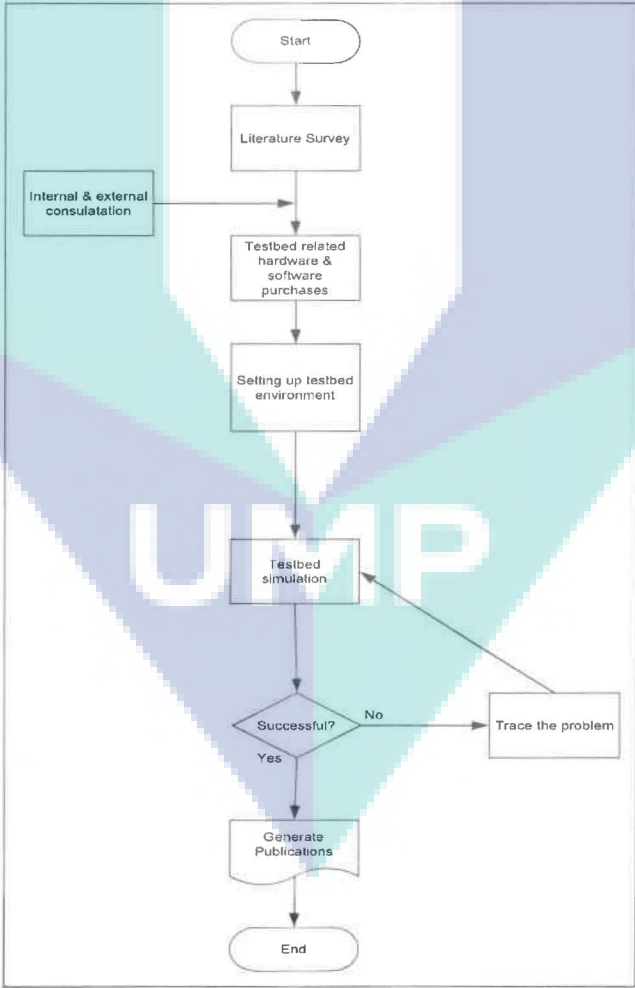 Start
Literature Survey
Internal & external
consulatation
Testbed related
hardware &
software
purchases
Setting up testbed
environment
UMP
Testbed
simulation
Successful?
No
Trace the problem
Yes
Generate
Publications
End